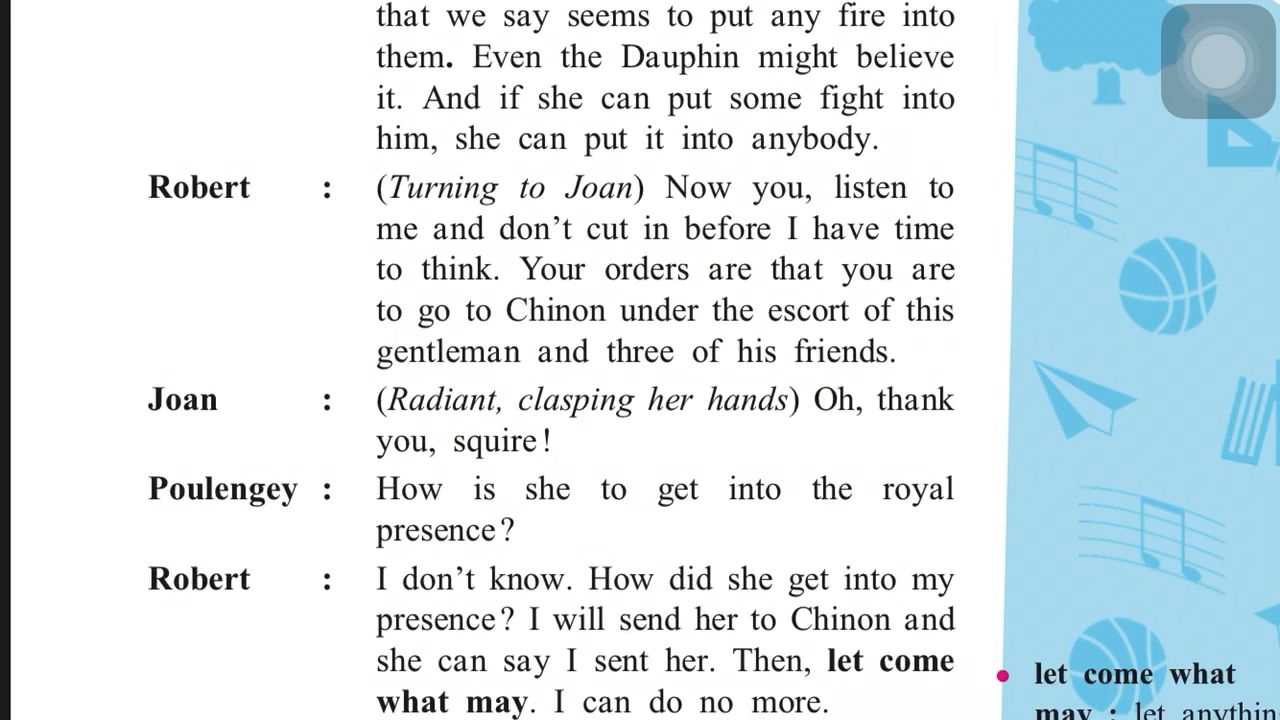 that we say seems to put any fire into
them. Even the Dauphin might believe
it. And if she can put some fight into
him, she can put it into anybody.
Robert : (Turning to Joan) Now you, listen to
me and don't cut in before I have time
to think. Your orders are that you are
to go to Chinon under the escort of this
gentleman and three of his friends.
Joan : (Radiant, clasping her hands) Oh, thank
you, squire!
Poulengey : How is she to get into the royal
presence?
Robert : I don't know. How did she get into my
presence? I will send her to Chinon and
she can say I sent her. Then, let come
what may. I can do no more.
• let come what
may : let anythin